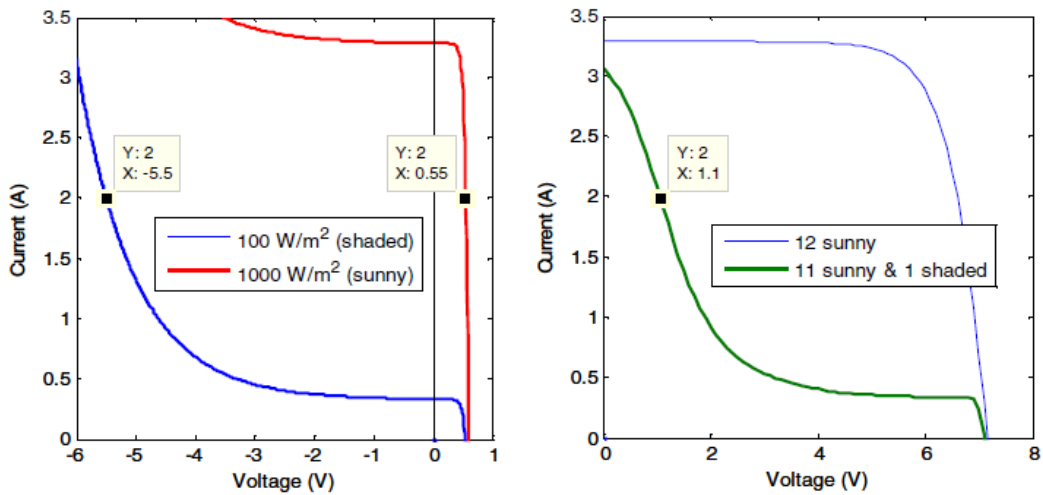 3.5
3
2.5
2
1.5
1
0.5
0
-6
-5
-4
-3
-2
-1
0
1
Current (A)
Voltage (V)
Y: 2
X: -5.5
Y: 2
X: 0.55
100 W/m² (shaded)
1000 W/m² (sunny)
3.5
3
2.5
2
1.5
1
0.5
0
0
2
4
6
8
Current (A)
Voltage (V)
Y: 2
X: 1.1
12 sunny
11 sunny & 1 shaded